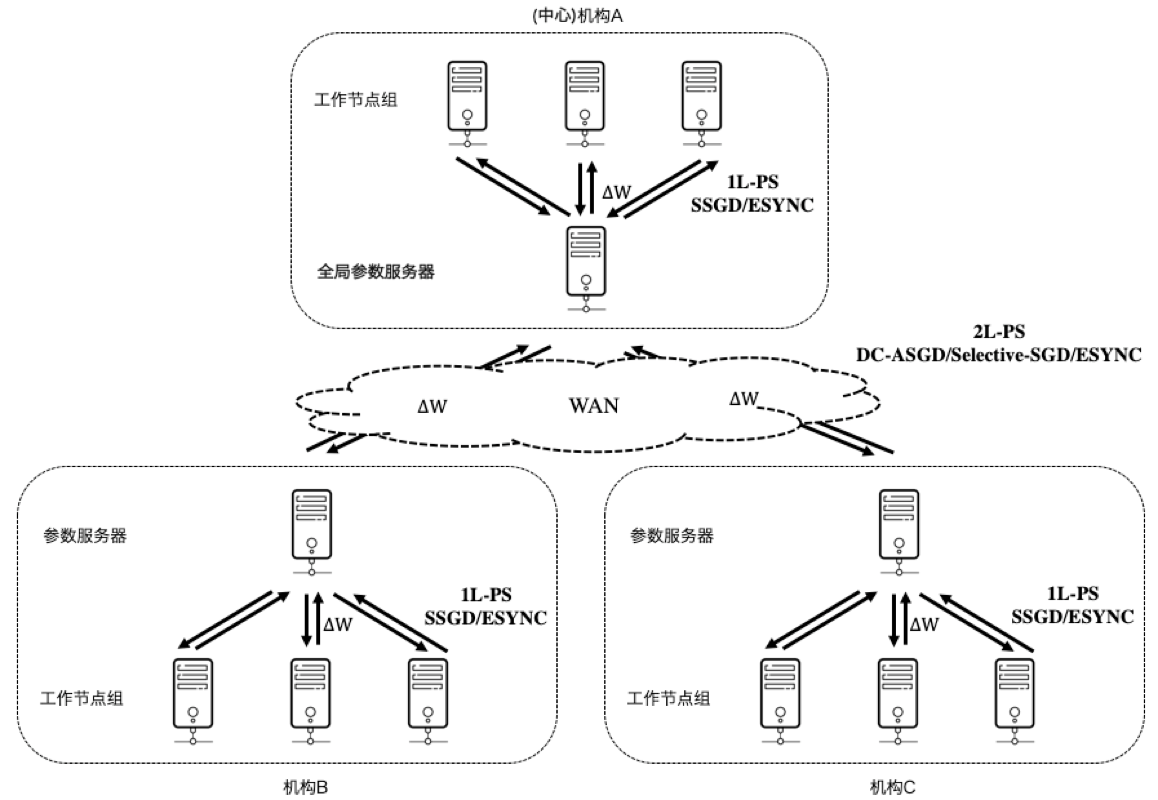 (中心)机构A
工作节点组
ΔW
1L-PS
SSGD/ESYNC
全局参数服务器
2L-PS
DC-ASGD/Selective-SGD/ESYNC
ΔW
WAN
ΔW
参数服务器
1L-PS
SSGD/ESYNC
ΔW
工作节点组
机构B
参数服务器
1L-PS
SSGD/ESYNC
ΔW
工作节点组
机构C